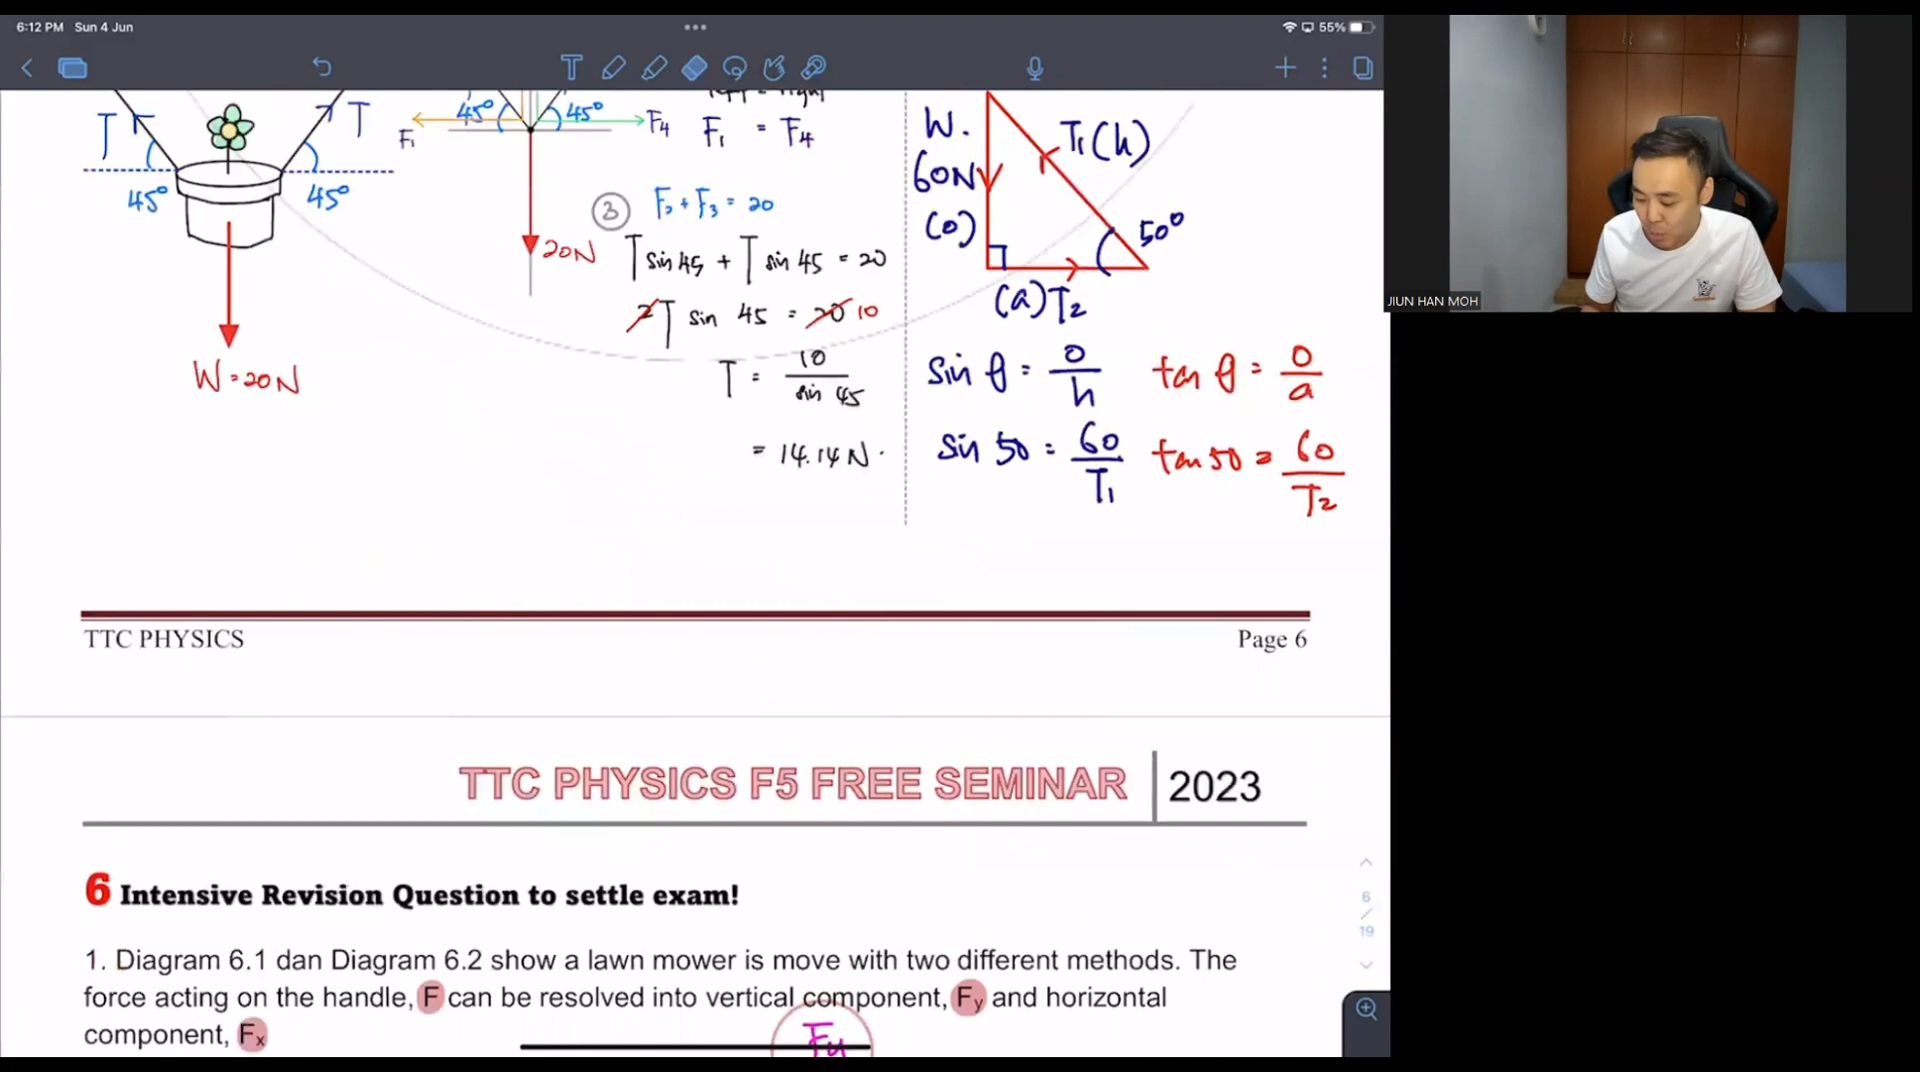 6:12 PM Sun 4 Jun
55%
T
T
T
45°
45°
W = 20N
45°
45°
F₁
F₄
20N
left = right
F₁ = F₄
③ F₂ + F₃ = 20
T sin 45 + T sin 45 = 20
2T sin 45 = 20 10
T = 10 / sin 45
= 14.14 N.
W.
60N
(o)
T₁(h)
50°
(a) T₂
sin θ = o / h
tan θ = o / a
sin 50 = 60 / T₁
tan 50 = 60 / T₂
TTC PHYSICS
Page 6
TTC PHYSICS F5 FREE SEMINAR
2023
6 Intensive Revision Question to settle exam!
1. Diagram 6.1 dan Diagram 6.2 show a lawn mower is move with two different methods. The
force acting on the handle, F can be resolved into vertical component, Fy and horizontal
component, Fx
Fy
6
/
19
JIUN HAN MOH